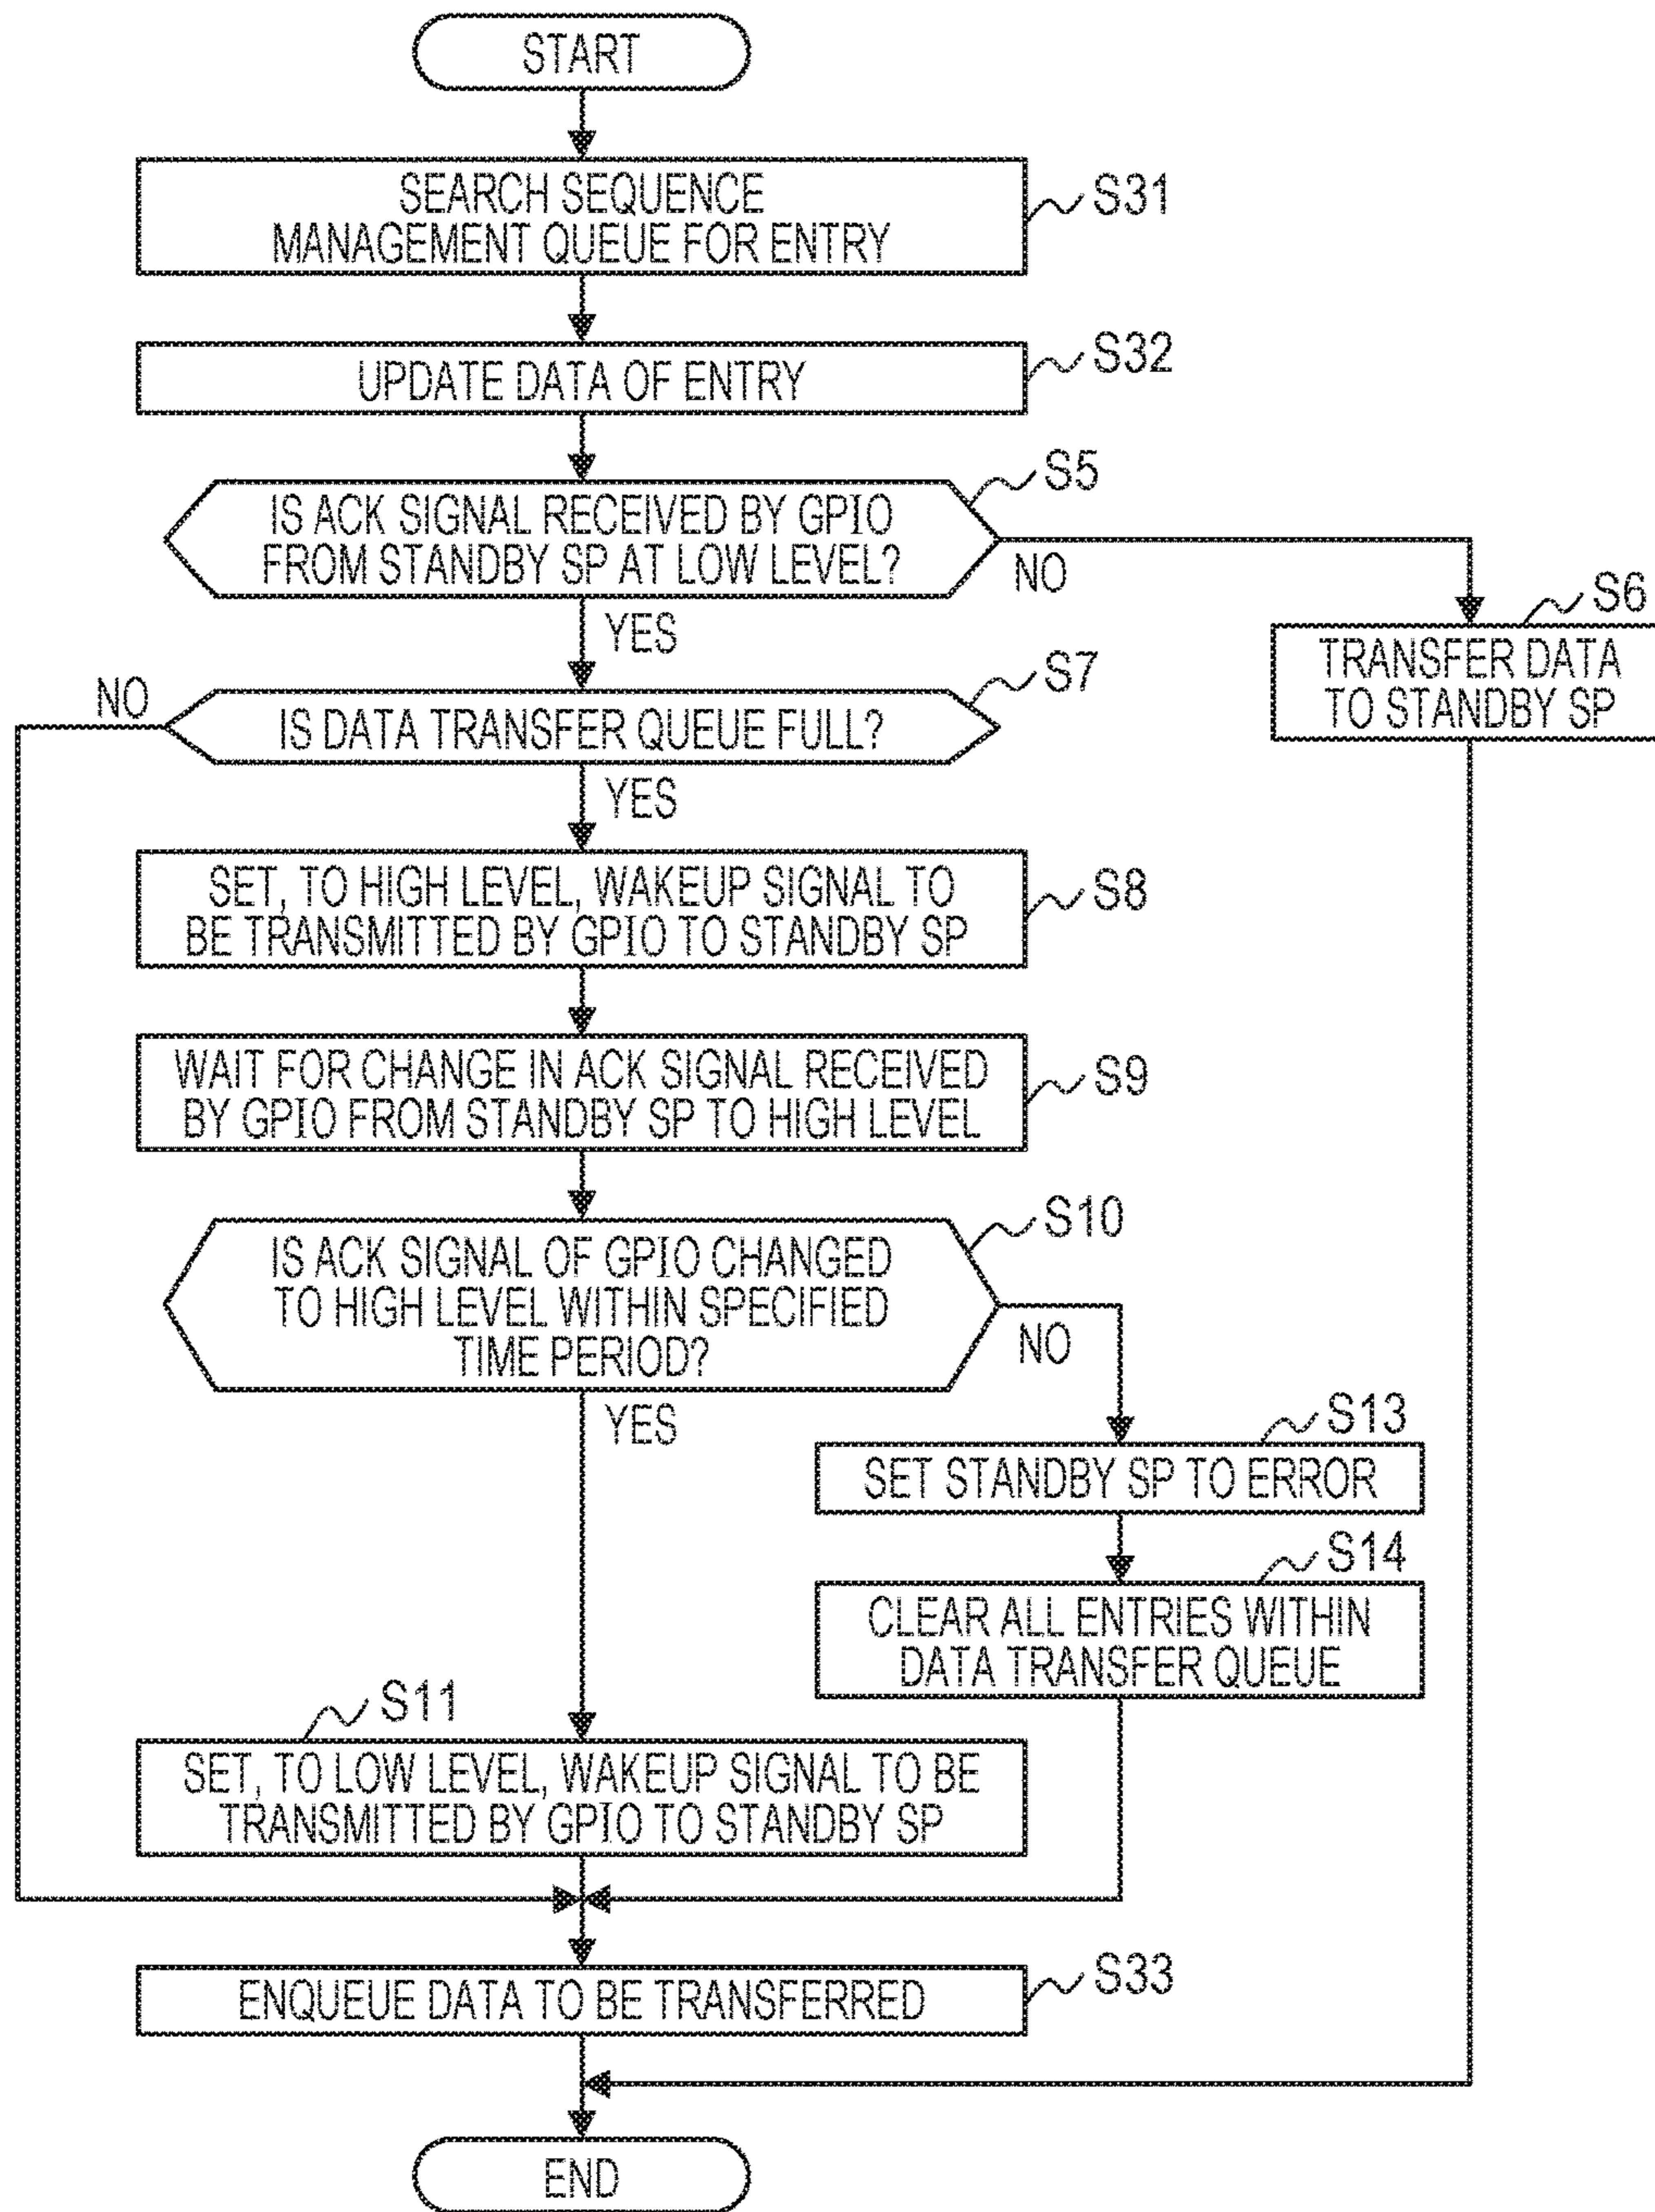 START
SEARCH SEQUENCE
MANAGEMENT QUEUE FOR ENTRY
S31
UPDATE DATA OF ENTRY
S32
IS ACK SIGNAL RECEIVED BY GPIO
FROM STANDBY SP AT LOW LEVEL?
S5
NO
YES
S6
TRANSFER DATA
TO STANDBY SP
NO
IS DATA TRANSFER QUEUE FULL?
S7
YES
SET, TO HIGH LEVEL, WAKEUP SIGNAL TO
BE TRANSMITTED BY GPIO TO STANDBY SP
S8
WAIT FOR CHANGE IN ACK SIGNAL RECEIVED
BY GPIO FROM STANDBY SP TO HIGH LEVEL
S9
IS ACK SIGNAL OF GPIO CHANGED
TO HIGH LEVEL WITHIN SPECIFIED
TIME PERIOD?
S10
NO
YES
S13
SET STANDBY SP TO ERROR
S14
CLEAR ALL ENTRIES WITHIN
DATA TRANSFER QUEUE
S11
SET, TO LOW LEVEL, WAKEUP SIGNAL TO BE
TRANSMITTED BY GPIO TO STANDBY SP
ENQUEUE DATA TO BE TRANSFERRED
S33
END